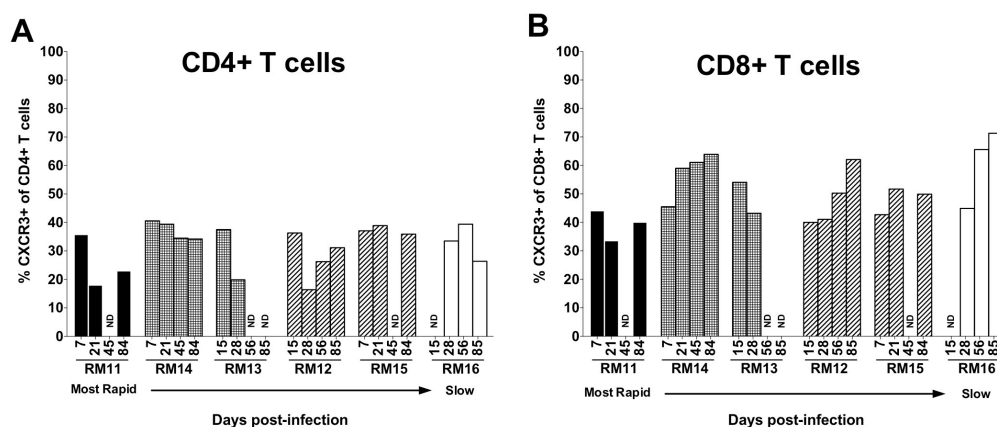 A
CD4+ T cells
% CXCR3+ of CD4+ T cells
100
90
80
70
60
50
40
30
20
10
0
ND ND ND ND ND
7 21 45 84 7 21 45 84 15 28 56 85 15 28 56 85 7 21 45 84 15 28 56 85
RM11 RM14 RM13 RM12 RM15 RM16
Most Rapid Slow
Days post-infection
B
CD8+ T cells
% CXCR3+ of CD8+ T cells
100
90
80
70
60
50
40
30
20
10
0
ND ND ND ND ND
7 21 45 84 7 21 45 84 15 28 56 85 15 28 56 85 7 21 45 84 15 28 56 85
RM11 RM14 RM13 RM12 RM15 RM16
Most Rapid Slow
Days post-infection